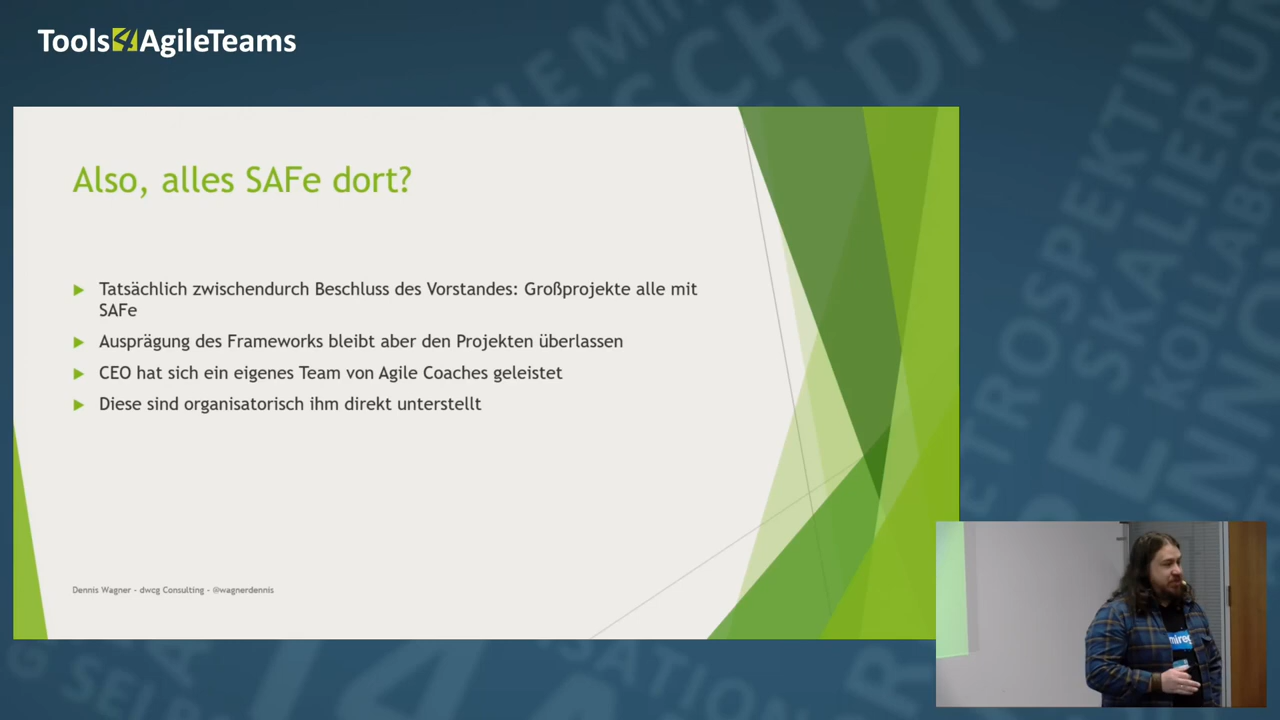 Tools4AgileTeams
Also, alles SAFe dort?
Tatsächlich zwischendurch Beschluss des Vorstandes: Großprojekte alle mit
SAFe
Ausprägung des Frameworks bleibt aber den Projekten überlassen
CEO hat sich ein eigenes Team von Agile Coaches geleistet
Diese sind organisatorisch ihm direkt unterstellt
Dennis Wagner - dwcg Consulting - @wagnerdennis